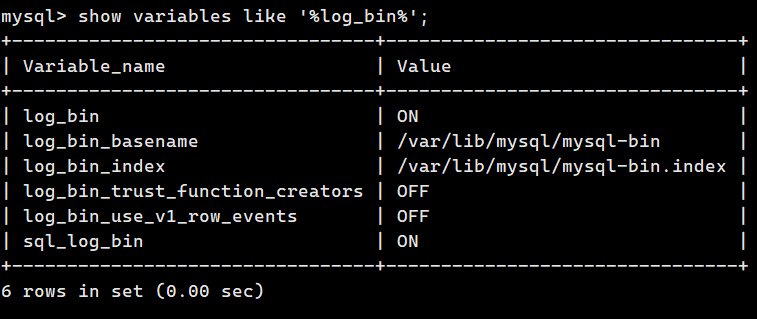 mysql> show variables like '%log_bin%';
+---------------------------------+--------------------------------+
| Variable_name                   | Value                          |
+---------------------------------+--------------------------------+
| log_bin                         | ON                             |
| log_bin_basename                | /var/lib/mysql/mysql-bin       |
| log_bin_index                   | /var/lib/mysql/mysql-bin.index |
| log_bin_trust_function_creators | OFF                            |
| log_bin_use_v1_row_events       | OFF                            |
| sql_log_bin                     | ON                             |
+---------------------------------+--------------------------------+
6 rows in set (0.00 sec)